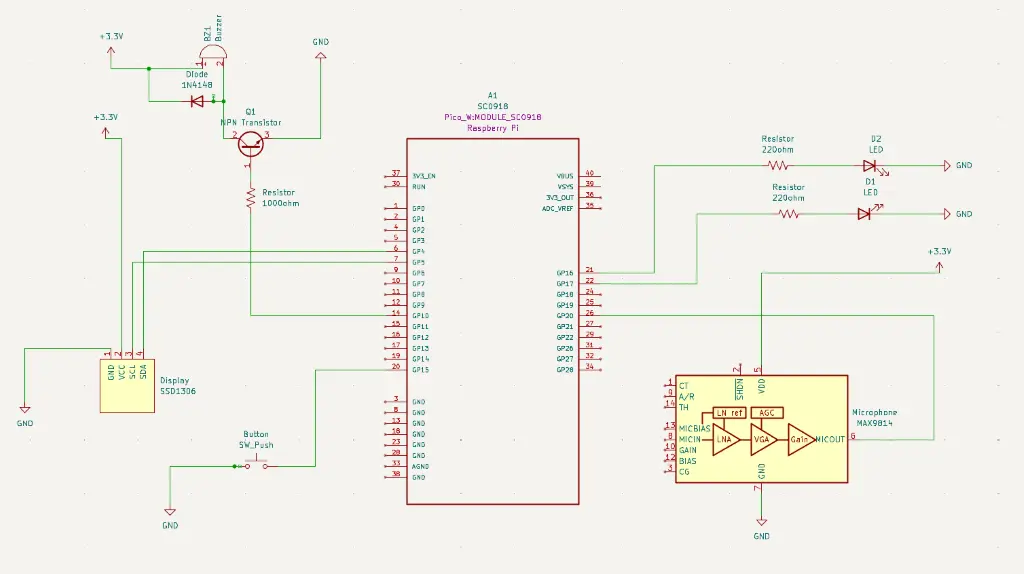 +3.3V
BZ1
Buzzer
1 2
GND
Diode
1N4148
+3.3V
Q1
NPN Transistor
2 3
1
Resistor
1000ohm
A1
SC0918
Pico_W:MODULE_SC0918
Raspberry Pi
37 3V3_EN
30 RUN
1 GP0
2 GP1
4 GP2
5 GP3
6 GP4
7 GP5
9 GP6
10 GP7
11 GP8
12 GP9
14 GP10
15 GP11
16 GP12
17 GP13
19 GP14
20 GP15
3 GND
8 GND
13 GND
18 GND
23 GND
28 GND
33 AGND
38 GND
VBUS 40
VSYS 39
3V3_OUT 36
ADC_VREF 35
GP16 21
GP17 22
GP18 24
GP19 25
GP20 26
GP21 27
GP22 29
GP26 31
GP27 32
GP28 34
Resistor
220ohm
D2
LED
GND
Resistor
220ohm
D1
LED
GND
+3.3V
1 2 3 4
GND VCC SCL SDA
Display
SSD1306
GND
Button
SW_Push
GND
2 5
SHDN VDD
1 CT
A/R
14 TH
13 MICBIAS
8 MICIN
10 GAIN
12 BIAS
3 CG
LN ref
AGC
LNA
VGA
Gain
MICOUT 6
Microphone
MAX9814
GND
7
GND